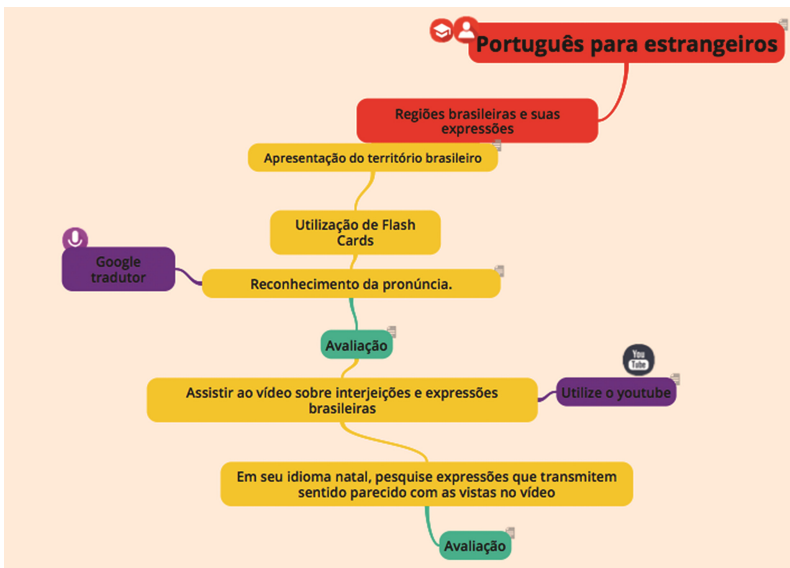 Português para estrangeiros
Regiões brasileiras e suas
expressões
Apresentação do território brasileiro
Utilização de Flash
Cards
Google
tradutor
Reconhecimento da pronúncia.
Avaliação
You
Tube
Assistir ao vídeo sobre interjeições e expressões
brasileiras
Utilize o youtube
Em seu idioma natal, pesquise expressões que transmitem
sentido parecido com as vistas no vídeo
Avaliação